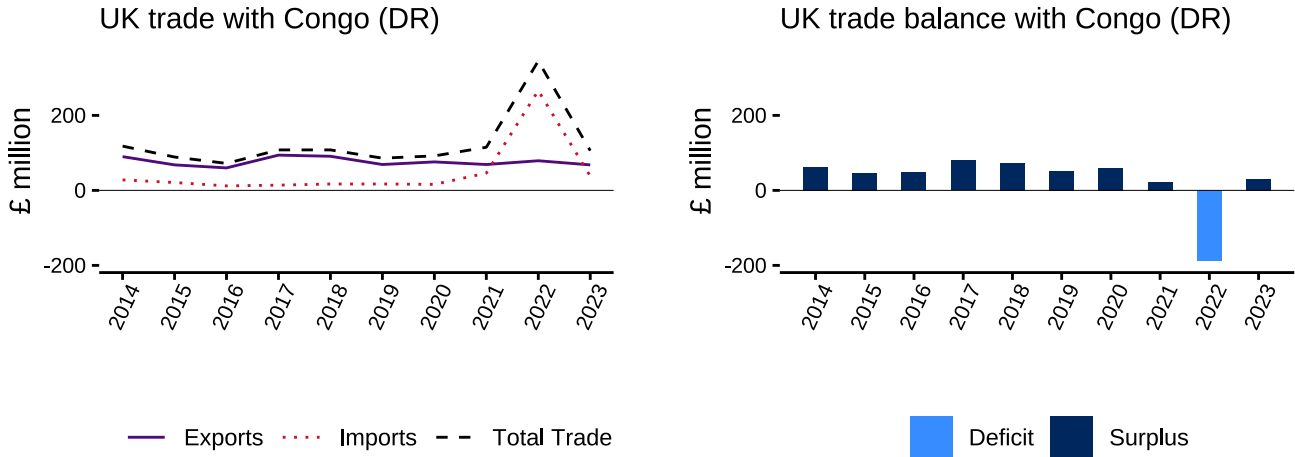 UK trade with Congo (DR)
£ million
200
0
-200
2014
2015
2016
2017
2018
2019
2020
2021
2022
2023
Exports
Imports
Total Trade
UK trade balance with Congo (DR)
£ million
200
0
-200
2014
2015
2016
2017
2018
2019
2020
2021
2022
2023
Deficit
Surplus